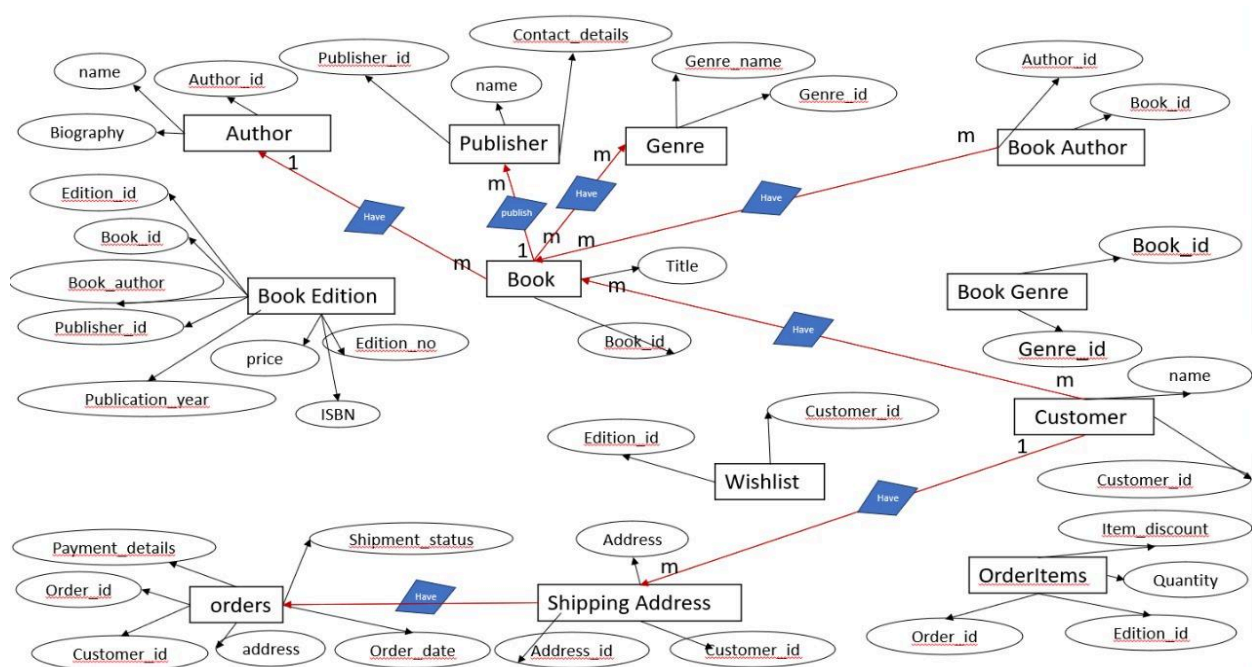 Contact_details
Publisher_id
Genre_name
Author_id
name
Author_id
name
Genre_id
Book_id
Biography
Author
Publisher
Genre
Book Author
1
m
m
m
Have
Have
Have
publish
Edition_id
Book_id
Book_author
Publisher_id
Book Edition
m
1
m
m
Book
m
Title
Book_id
Book Genre
Book_id
Genre_id
price
Edition_no
Publication_year
ISBN
Have
m
name
Customer
1
Customer_id
Customer_id
Edition_id
Wishlist
Have
Payment_details
Shipment_status
Address
Item_discount
Order_id
orders
Have
m
Shipping Address
OrderItems
Quantity
Customer_id
address
Order_date
Address_id
Customer_id
Order_id
Edition_id